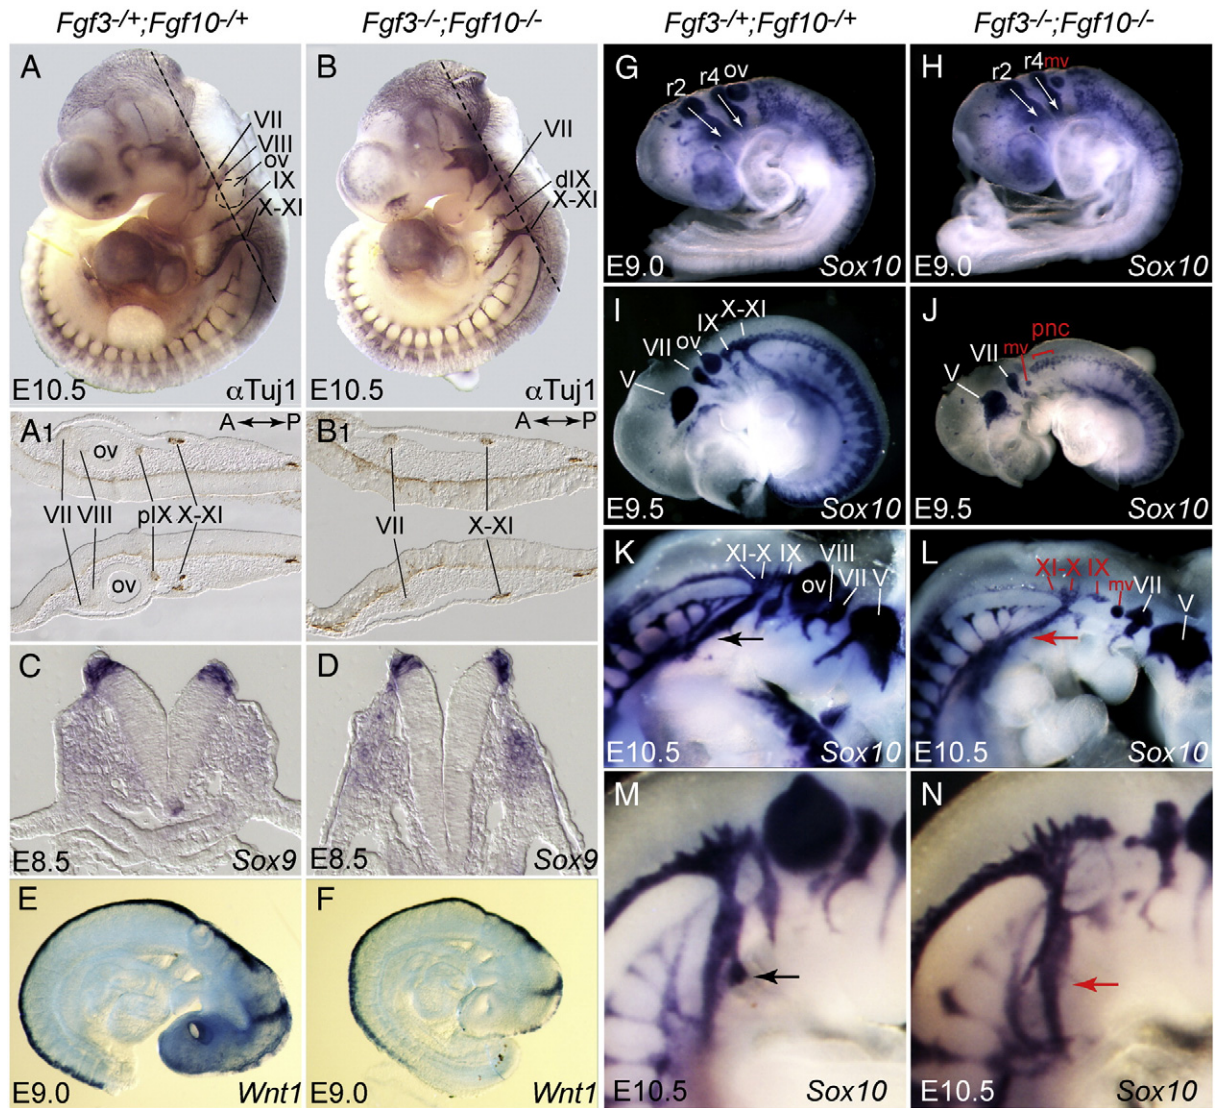 Fgf3-/+;Fgf10-/+
Fgf3-/-;Fgf10-/-
Fgf3-/+;Fgf10-/+
Fgf3-/-;Fgf10-/-
A
VII
VIII
ov
IX
X-XI
E10.5
αTuj1
B
VII
dIX
X-XI
E10.5
αTuj1
A1
A↔P
ov
VII VIII pIX X-XI
ov
B1
A↔P
VII
X-XI
C
E8.5
Sox9
D
E8.5
Sox9
E
E9.0
Wnt1
F
E9.0
Wnt1
G
r2 r4 ov
E9.0
Sox10
H
r2 r4 mv
E9.0
Sox10
I
V VII ov IX X-XI
E9.5
Sox10
J
V VII mv pnc
E9.5
Sox10
K
XI-X IX VIII
ov VII V
E10.5
Sox10
L
XI-X IX mv VII
V
E10.5
Sox10
M
E10.5
Sox10
N
E10.5
Sox10